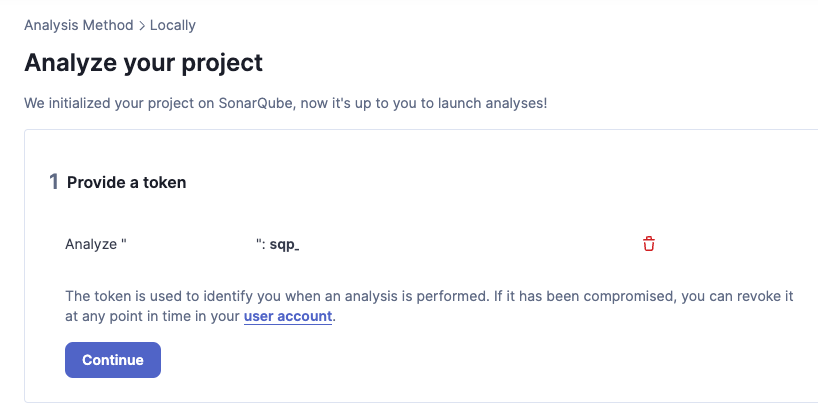 Analysis Method > Locally
Analyze your project
We initialized your project on SonarQube, now it's up to you to launch analyses!
1 Provide a token
Analyze " ": sqp_
The token is used to identify you when an analysis is performed. If it has been compromised, you can revoke it
at any point in time in your user account.
Continue